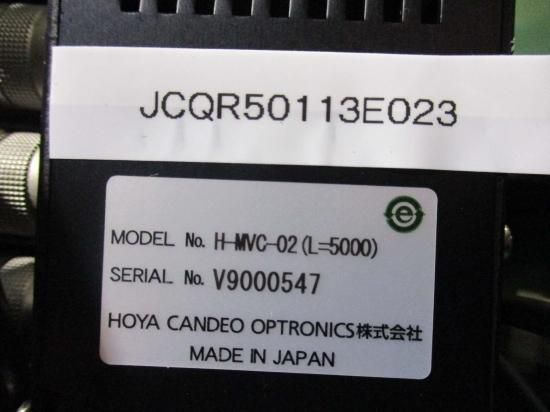 JCQR50113E023
e
MODEL No. H-MVC-02(L=5000)
SERIAL No. V9000547
HOYA CANDEO OPTRONICS株式会社
MADE IN JAPAN